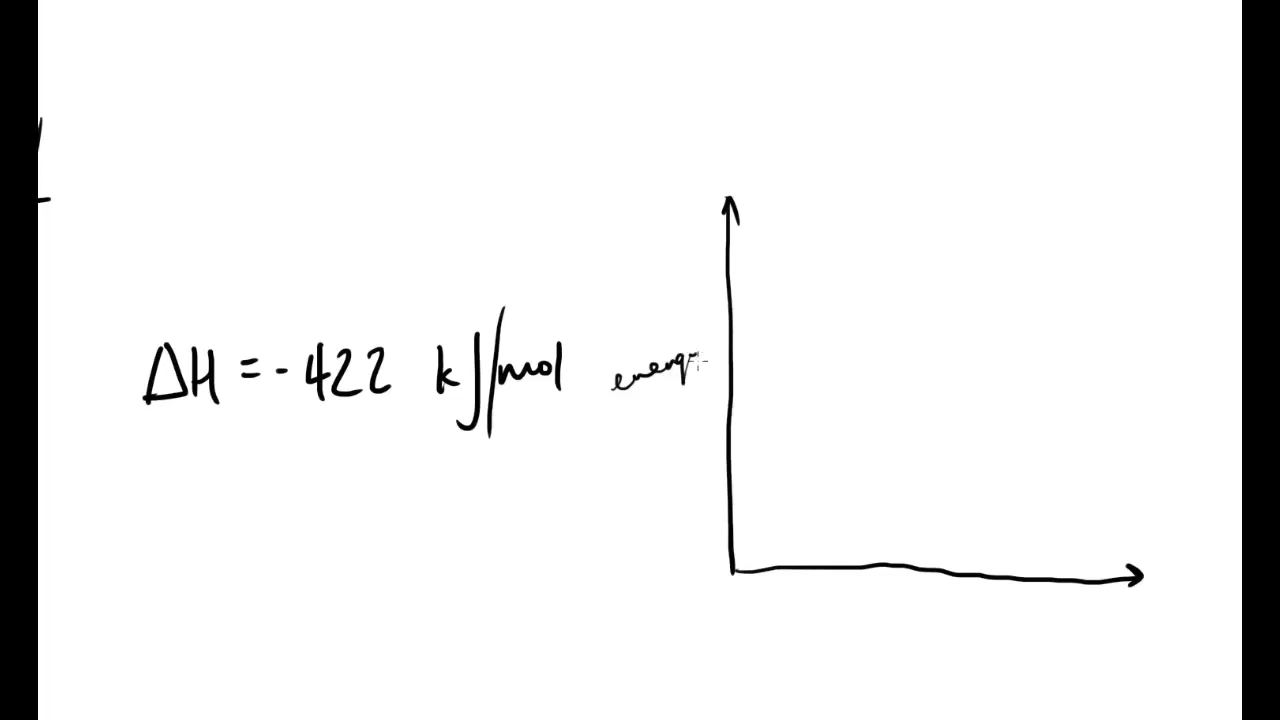 ΔH = - 422 kJ/mol